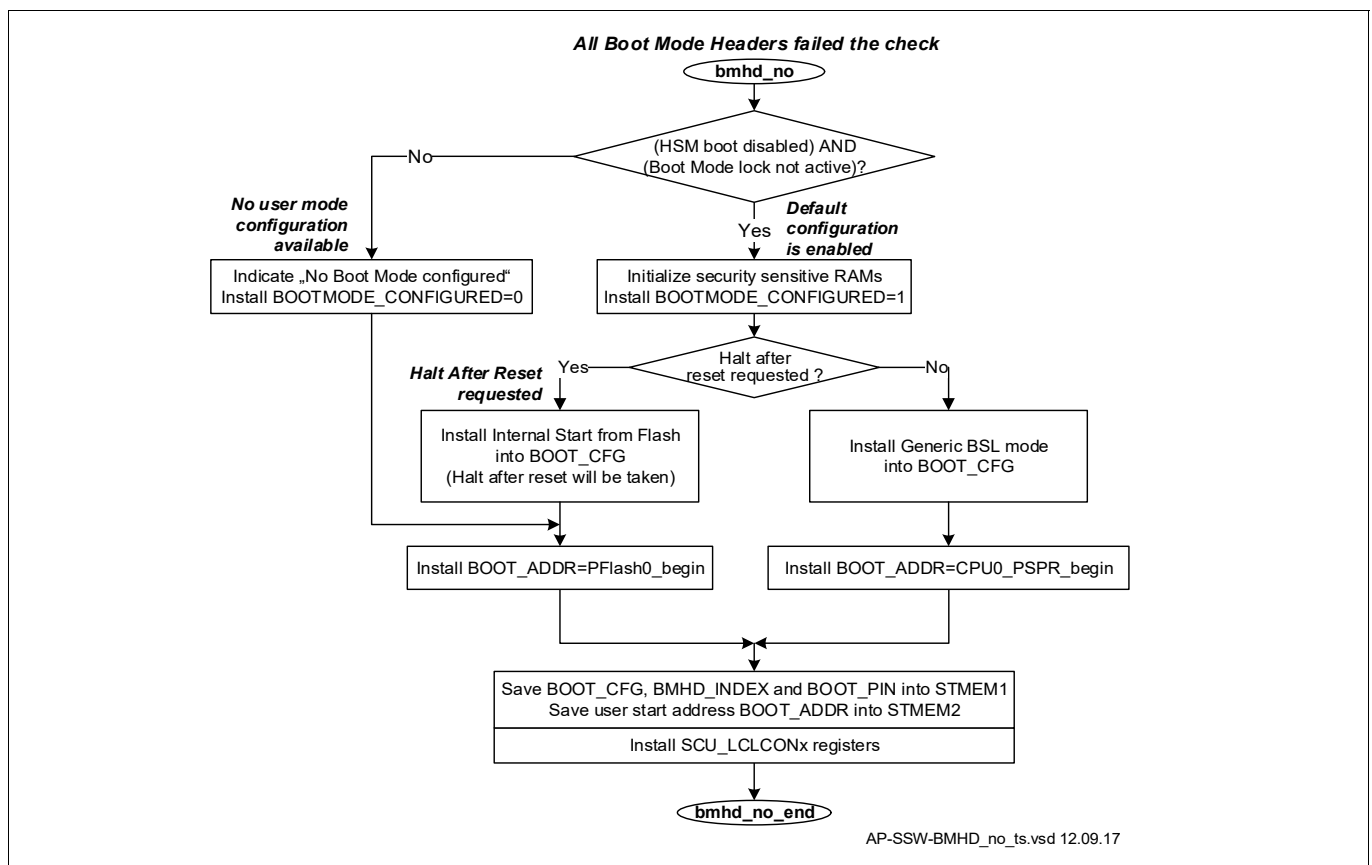 All Boot Mode Headers failed the check
bmhd_no
(HSM boot disabled) AND
(Boot Mode lock not active)?
No
No user mode
configuration
available
Yes
Default
configuration
is enabled
Indicate „No Boot Mode configured“
Install BOOTMODE_CONFIGURED=0
Initialize security sensitive RAMs
Install BOOTMODE_CONFIGURED=1
Halt after
reset requested ?
Yes
No
Halt After Reset
requested
Install Internal Start from Flash
into BOOT_CFG
(Halt after reset will be taken)
Install Generic BSL mode
into BOOT_CFG
Install BOOT_ADDR=PFlash0_begin
Install BOOT_ADDR=CPU0_PSPR_begin
Save BOOT_CFG, BMHD_INDEX and BOOT_PIN into STMEM1
Save user start address BOOT_ADDR into STMEM2
Install SCU_LCLCONx registers
bmhd_no_end
AP-SSW-BMHD_no_ts.vsd 12.09.17